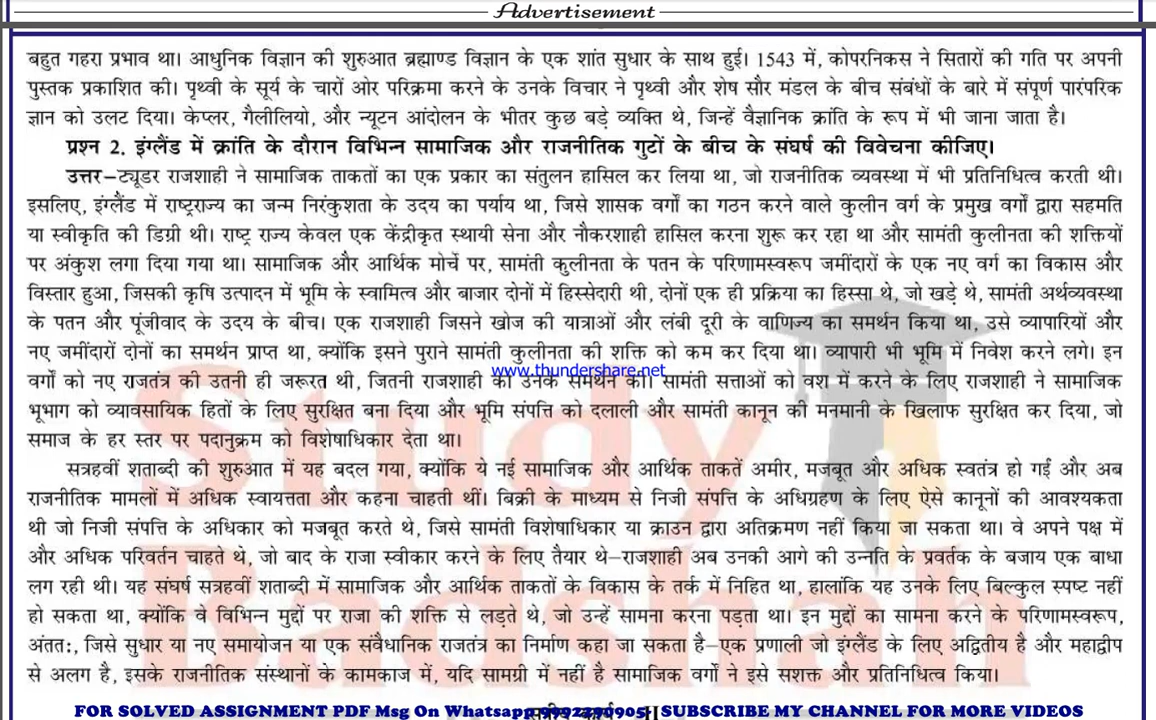 Advertisement
बहुत गहरा प्रभाव था। आधुनिक विज्ञान की शुरुआत ब्रह्माण्ड विज्ञान के एक शांत सुधार के साथ हुई। 1543 में, कोपरनिकस ने सितारों की गति पर अपनी
पुस्तक प्रकाशित की। पृथ्वी के सूर्य के चारों ओर परिक्रमा करने के उनके विचार ने पृथ्वी और शेष सौर मंडल के बीच संबंधों के बारे में संपूर्ण पारंपरिक
ज्ञान को उलट दिया। केप्लर, गैलीलियो, और न्यूटन आंदोलन के भीतर कुछ बड़े व्यक्ति थे, जिन्हें वैज्ञानिक क्रांति के रूप में भी जाना जाता है।
प्रश्न 2. इंग्लैंड में क्रांति के दौरान विभिन्न सामाजिक और राजनीतिक गुटों के बीच के संघर्ष की विवेचना कीजिए।
उत्तर–ट्यूडर राजशाही ने सामाजिक ताकतों का एक प्रकार का संतुलन हासिल कर लिया था, जो राजनीतिक व्यवस्था में भी प्रतिनिधित्व करती थी।
इसलिए, इंग्लैंड में राष्ट्रराज्य का जन्म निरंकुशता के उदय का पर्याय था, जिसे शासक वर्गों का गठन करने वाले कुलीन वर्ग के प्रमुख वर्गों द्वारा सहमति
या स्वीकृति की डिग्री थी। राष्ट्र राज्य केवल एक केंद्रीकृत स्थायी सेना और नौकरशाही हासिल करना शुरू कर रहा था और सामंती कुलीनता की शक्तियों
पर अंकुश लगा दिया गया था। सामाजिक और आर्थिक मोर्चे पर, सामंती कुलीनता के पतन के परिणामस्वरूप जमींदारों के एक नए वर्ग का विकास और
विस्तार हुआ, जिसकी कृषि उत्पादन में भूमि के स्वामित्व और बाजार दोनों में हिस्सेदारी थी, दोनों एक ही प्रक्रिया का हिस्सा थे, जो खड़े थे, सामंती अर्थव्यवस्था
के पतन और पूंजीवाद के उदय के बीच। एक राजशाही जिसने खोज की यात्राओं और लंबी दूरी के वाणिज्य का समर्थन किया था, उसे व्यापारियों और
नए जमींदारों दोनों का समर्थन प्राप्त था, क्योंकि इसने पुराने सामंती कुलीनता की शक्ति को कम कर दिया था। व्यापारी भी भूमि में निवेश करने लगे। इन
www.thundershare.net
वर्गों को नए राजतंत्र की उतनी ही जरूरत थी, जितनी राजशाही को उनके समर्थन की। सामंती सत्ताओं को वश में करने के लिए राजशाही ने सामाजिक
भूभाग को व्यावसायिक हितों के लिए सुरक्षित बना दिया और भूमि संपत्ति को दलाली और सामंती कानून की मनमानी के खिलाफ सुरक्षित कर दिया, जो
समाज के हर स्तर पर पदानुक्रम को विशेषाधिकार देता था।
सत्रहवीं शताब्दी की शुरुआत में यह बदल गया, क्योंकि ये नई सामाजिक और आर्थिक ताकतें अमीर, मजबूत और अधिक स्वतंत्र हो गईं और अब
राजनीतिक मामलों में अधिक स्वायत्तता और कहना चाहती थीं। बिक्री के माध्यम से निजी संपत्ति के अधिग्रहण के लिए ऐसे कानूनों की आवश्यकता
थी जो निजी संपत्ति के अधिकार को मजबूत करते थे, जिसे सामंती विशेषाधिकार या क्राउन द्वारा अतिक्रमण नहीं किया जा सकता था। वे अपने पक्ष में
और अधिक परिवर्तन चाहते थे, जो बाद के राजा स्वीकार करने के लिए तैयार थे–राजशाही अब उनकी आगे की उन्नति के प्रवर्तक के बजाय एक बाधा
लग रही थी। यह संघर्ष सत्रहवीं शताब्दी में सामाजिक और आर्थिक ताकतों के विकास के तर्क में निहित था, हालांकि यह उनके लिए बिल्कुल स्पष्ट नहीं
हो सकता था, क्योंकि वे विभिन्न मुद्दों पर राजा की शक्ति से लड़ते थे, जो उन्हें सामना करना पड़ता था। इन मुद्दों का सामना करने के परिणामस्वरूप,
अंतत:, जिसे सुधार या नए समायोजन या एक संवैधानिक राजतंत्र का निर्माण कहा जा सकता है–एक प्रणाली जो इंग्लैंड के लिए अद्वितीय है और महाद्वीप
से अलग है, इसके राजनीतिक संस्थानों के कामकाज में, यदि सामग्री में नहीं है सामाजिक वर्गों ने इसे सशक्त और प्रतिनिधित्व किया।
Study
Badshah
FOR SOLVED ASSIGNMENT PDF Msg On Whatsapp 9992290905, SUBSCRIBE MY CHANNEL FOR MORE VIDEOS